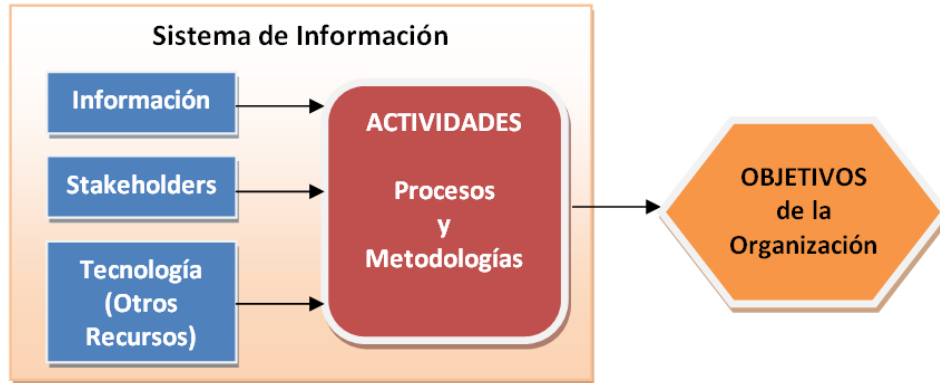 Sistema de Información
Información
Stakeholders
Tecnología
(Otros
Recursos)
ACTIVIDADES
Procesos
y
Metodologías
OBJETIVOS
de la
Organización